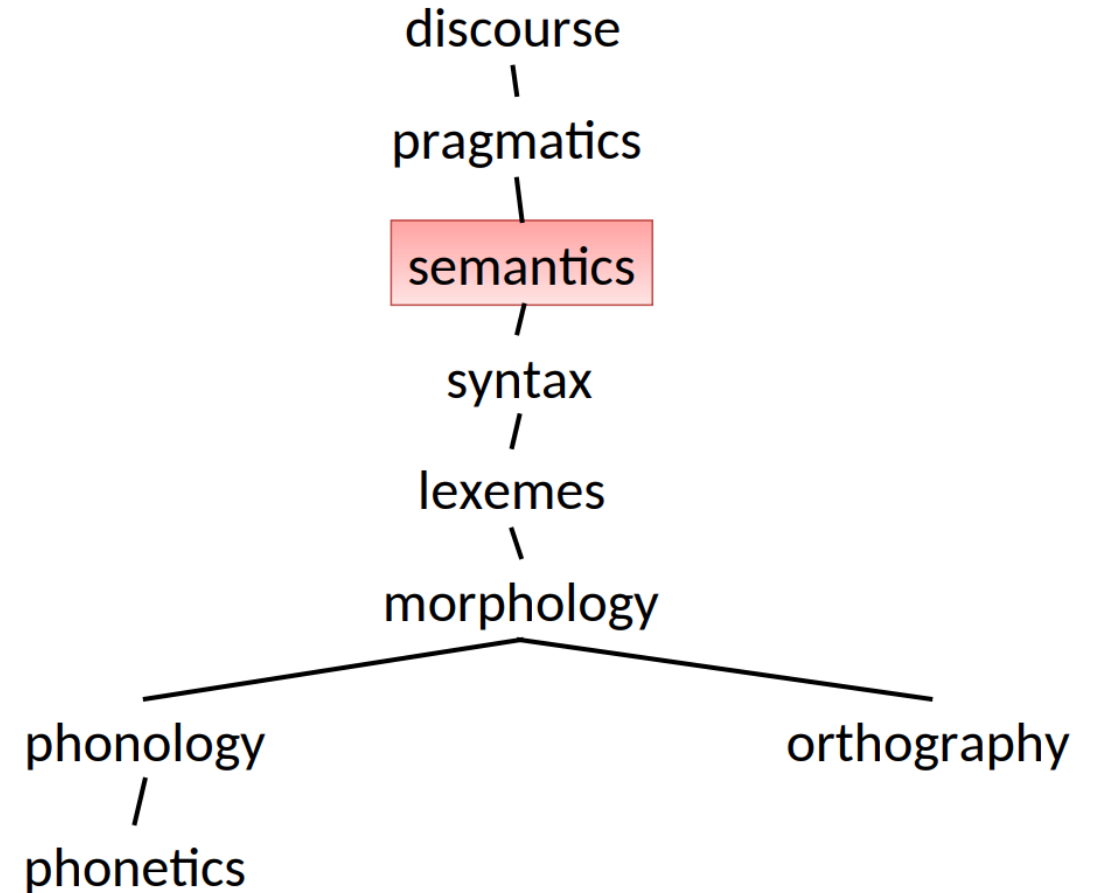 discourse
pragmatics
semantics
syntax
lexemes
morphology
phonology orthography
phonetics